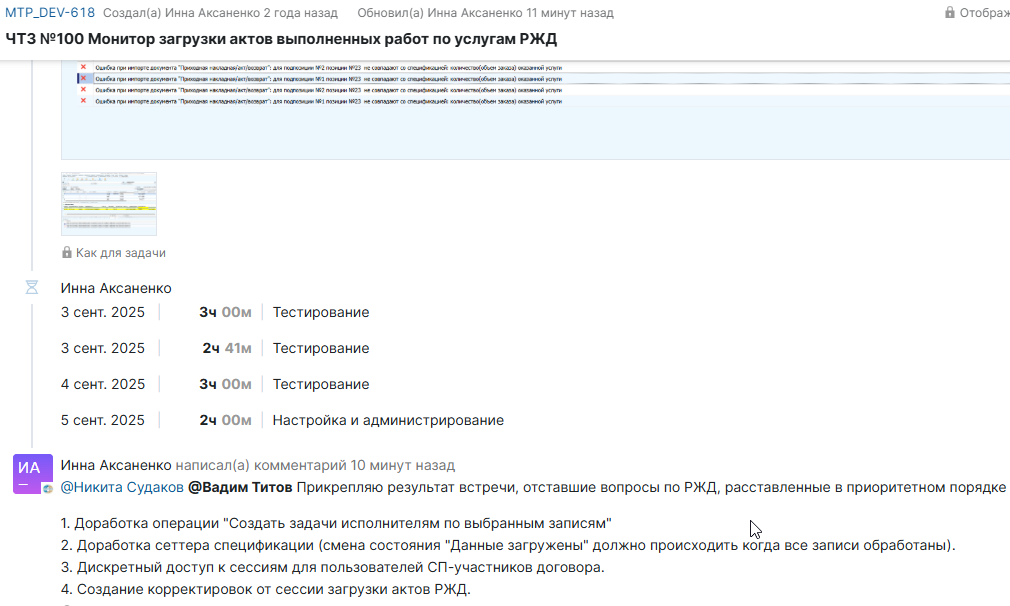 MTP_DEV-618 Создал(а) Инна Аксаненко 2 года назад Обновил(а) Инна Аксаненко 11 минут назад Отображ
ЧТЗ №100 Монитор загрузки актов выполненных работ по услугам РЖД
Ошибка при импорте документа "Приходная накладная/акт/возврат": для подпозиции №2 позиции №23 не совпадают со спецификацией: количество(объем заказа) оказанной услуги
Ошибка при импорте документа "Приходная накладная/акт/возврат": для подпозиции №1 позиции №23 не совпадают со спецификацией: количество(объем заказа) оказанной услуги
Ошибка при импорте документа "Приходная накладная/акт/возврат": для подпозиции №2 позиции №23 не совпадают со спецификацией: количество(объем заказа) оказанной услуги
Ошибка при импорте документа "Приходная накладная/акт/возврат": для подпозиции №1 позиции №23 не совпадают со спецификацией: количество(объем заказа) оказанной услуги
Как для задачи
Инна Аксаненко
3 сент. 2025 3ч 00м Тестирование
3 сент. 2025 2ч 41м Тестирование
4 сент. 2025 3ч 00м Тестирование
5 сент. 2025 2ч 00м Настройка и администрирование
ИА
Инна Аксаненко написал(а) комментарий 10 минут назад
@Никита Судаков @Вадим Титов Прикрепляю результат встречи, отставшие вопросы по РЖД, расставленные в приоритетном порядке
1. Доработка операции "Создать задачи исполнителям по выбранным записям"
2. Доработка сеттера спецификации (смена состояния "Данные загружены" должно происходить когда все записи обработаны).
3. Дискретный доступ к сессиям для пользователей СП-участников договора.
4. Создание корректировок от сессии загрузки актов РЖД.